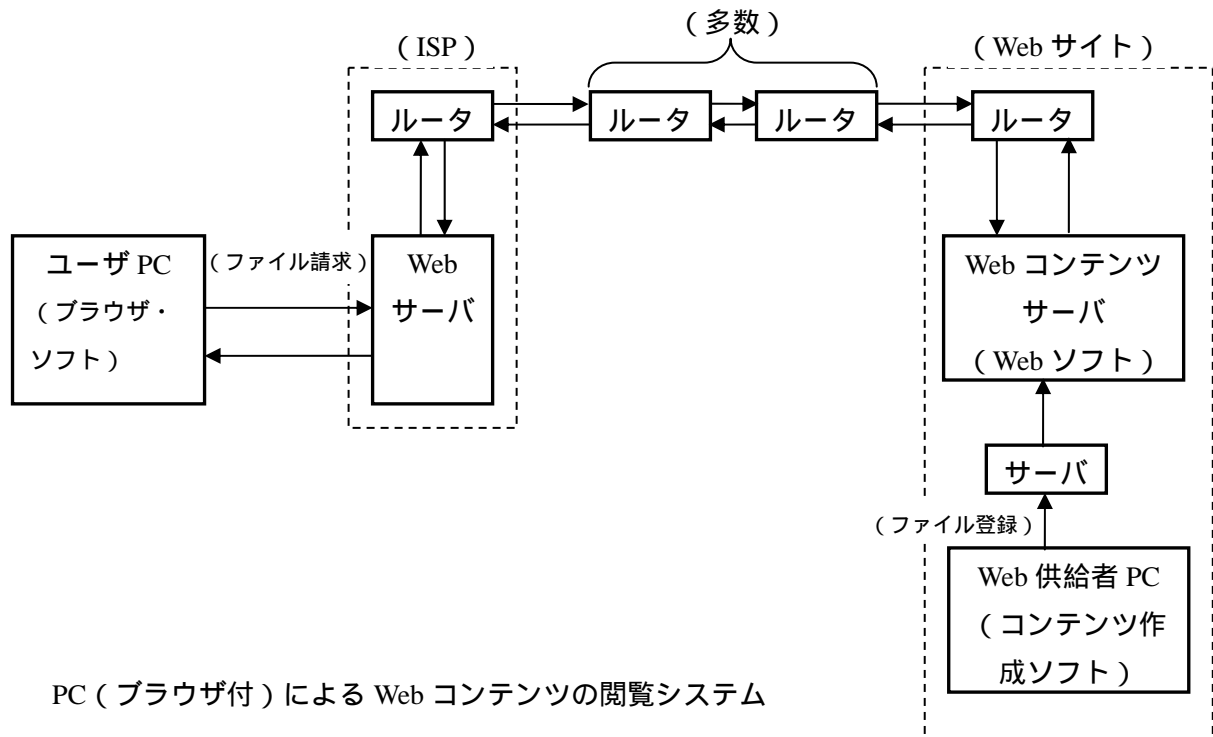 （多数）
（ISP）
（Web サイト）
ルータ
ルータ
ルータ
ルータ
ユーザ PC
（ブラウザ・
ソフト）
（ファイル請求）
Web
サーバ
Web コンテンツ
サーバ
（Web ソフト）
サーバ
（ファイル登録）
Web 供給者 PC
（コンテンツ作
成ソフト）
PC（ブラウザ付）による Web コンテンツの閲覧システム